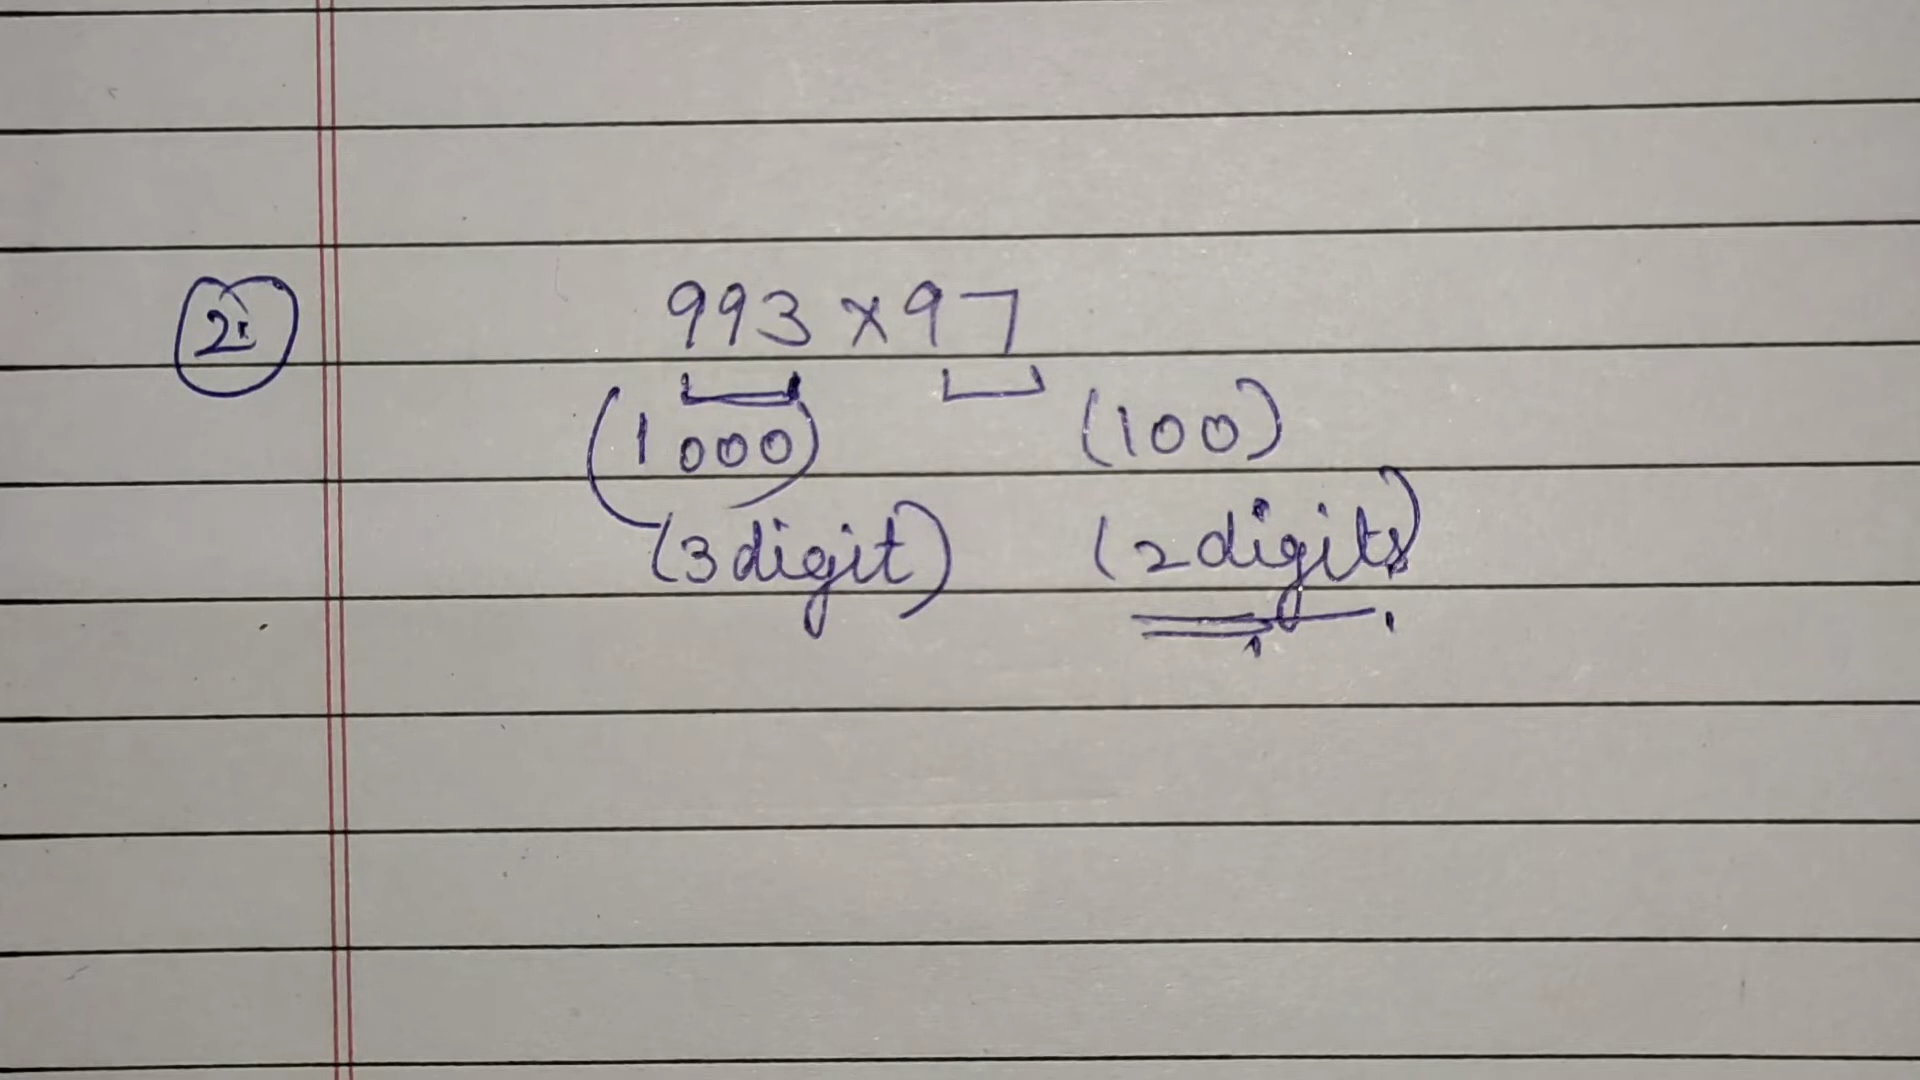 2. 993 × 97
(1000) (100)
(3 digit) (2 digits)